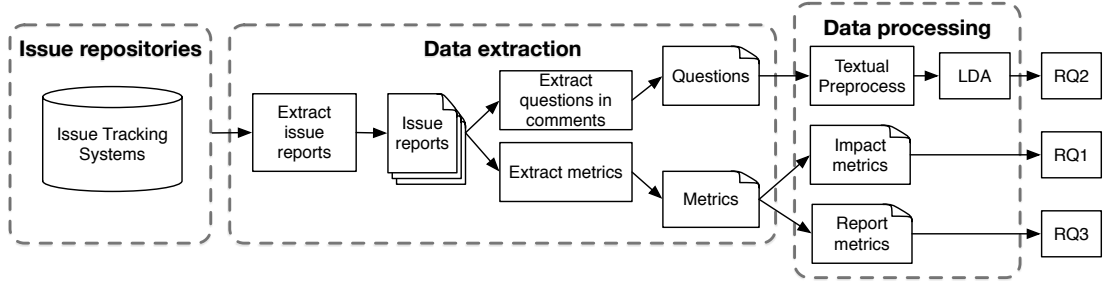 Issue repositories
Issue Tracking
Systems
Data extraction
Extract
issue
reports
Issue
reports
Extract
questions in
comments
Extract metrics
Questions
Metrics
Data processing
Textual
Preprocess
LDA
Impact
metrics
Report
metrics
RQ2
RQ1
RQ3